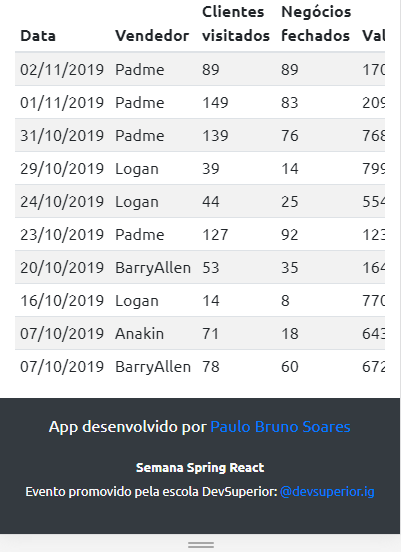 Data Vendedor Clientes visitados Negócios fechados Val
02/11/2019 Padme 89 89 170
01/11/2019 Padme 149 83 209
31/10/2019 Padme 139 76 768
29/10/2019 Logan 39 14 799
24/10/2019 Logan 44 25 554
23/10/2019 Padme 127 92 123
20/10/2019 BarryAllen 53 35 164
16/10/2019 Logan 14 8 770
07/10/2019 Anakin 71 18 643
07/10/2019 BarryAllen 78 60 672
App desenvolvido por Paulo Bruno Soares
Semana Spring React
Evento promovido pela escola DevSuperior: @devsuperior.ig